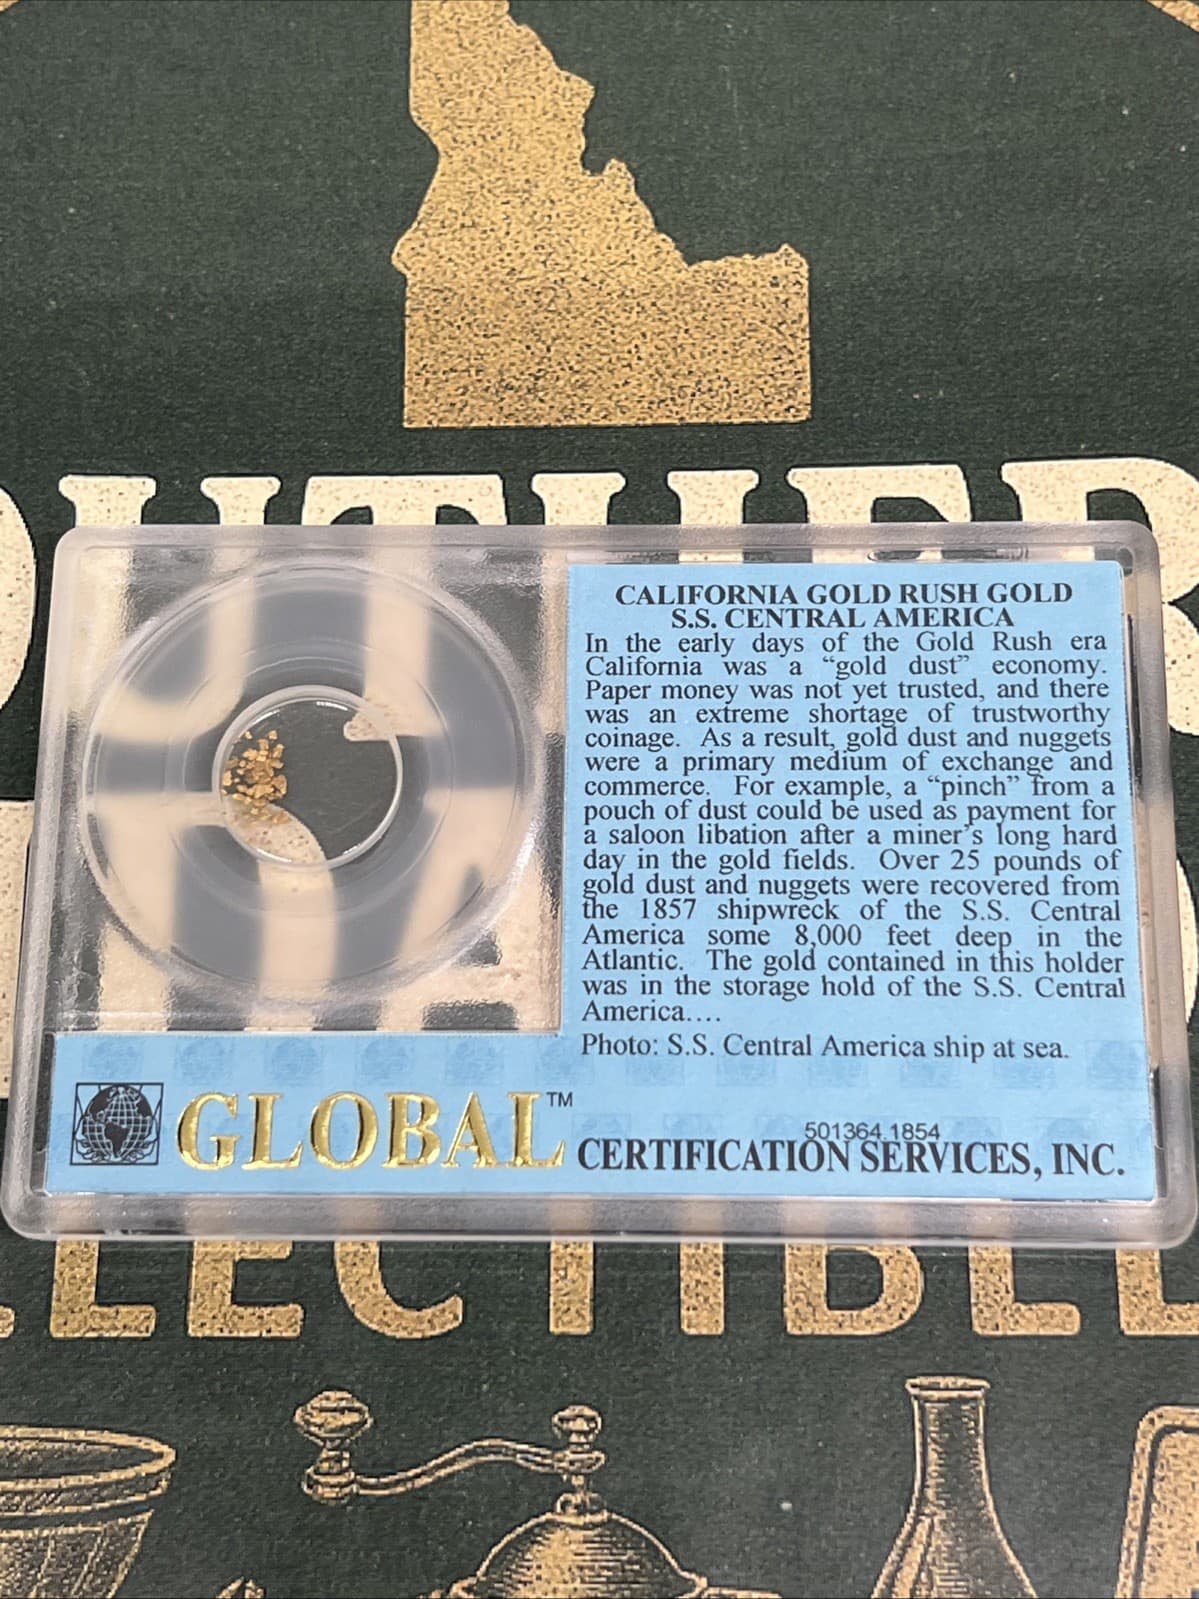 UTHER
CALIFORNIA GOLD RUSH GOLD
S.S. CENTRAL AMERICA
In the early days of the Gold Rush era
California was a “gold dust” economy.
Paper money was not yet trusted, and there
was an extreme shortage of trustworthy
coinage. As a result, gold dust and nuggets
were a primary medium of exchange and
commerce. For example, a “pinch” from a
pouch of dust could be used as payment for
a saloon libation after a miner’s long hard
day in the gold fields. Over 25 pounds of
gold dust and nuggets were recovered from
the 1857 shipwreck of the S.S. Central
America some 8,000 feet deep in the
Atlantic. The gold contained in this holder
was in the storage hold of the S.S. Central
America....
Photo: S.S. Central America ship at sea.
501364.1854
GLOBAL™ CERTIFICATION SERVICES, INC.
LLECTIBLE